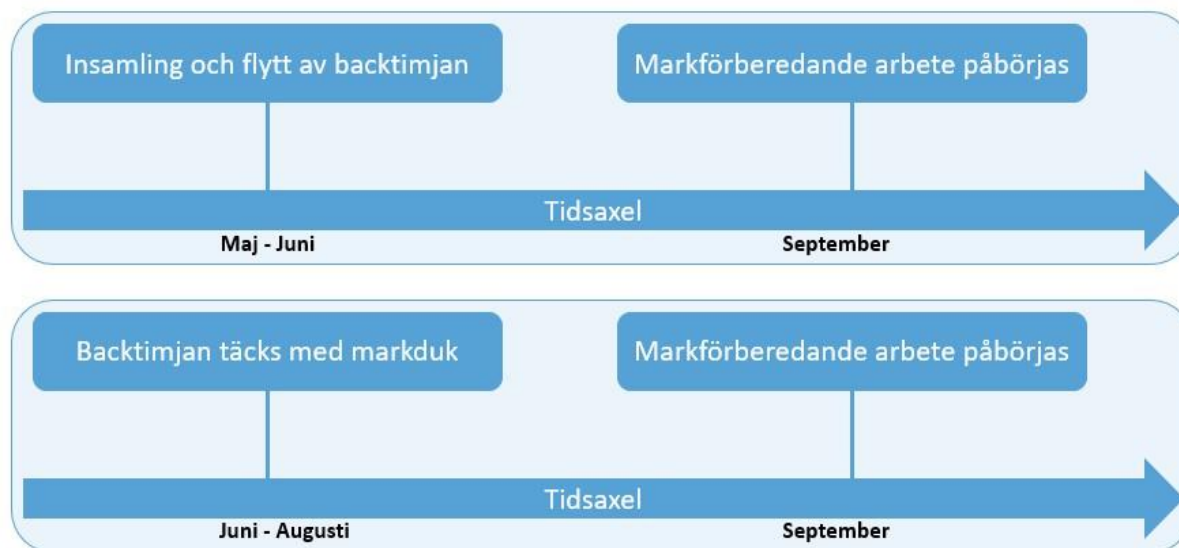 Insamling och flytt av backtimjan
Markförberedande arbete påbörjas
Tidsaxel
Maj - Juni
September
Backtimjan täcks med markduk
Markförberedande arbete påbörjas
Tidsaxel
Juni - Augusti
September